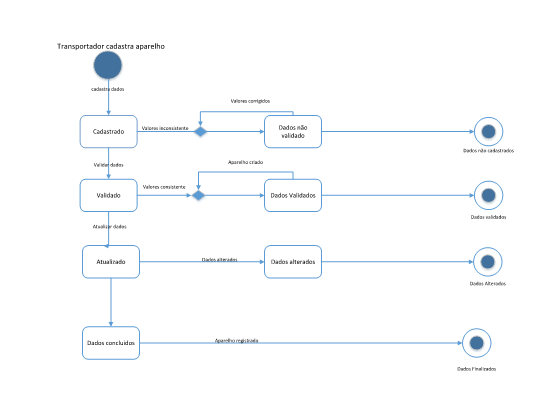 Transportador cadastra aparelho
cadastra dados
Valores corrigidos
Cadastrado
Valores inconsistente
Dados não
validado
Dados não cadastrados
Validar dados
Aparelho criado
Validado
Valores consistente
Dados Validados
Dados validados
Atualizar dados
Atualizado
Dados alterados
Dados alterados
Dados Alterados
Dados concluídos
Aparelho registrado
Dados Finalizados